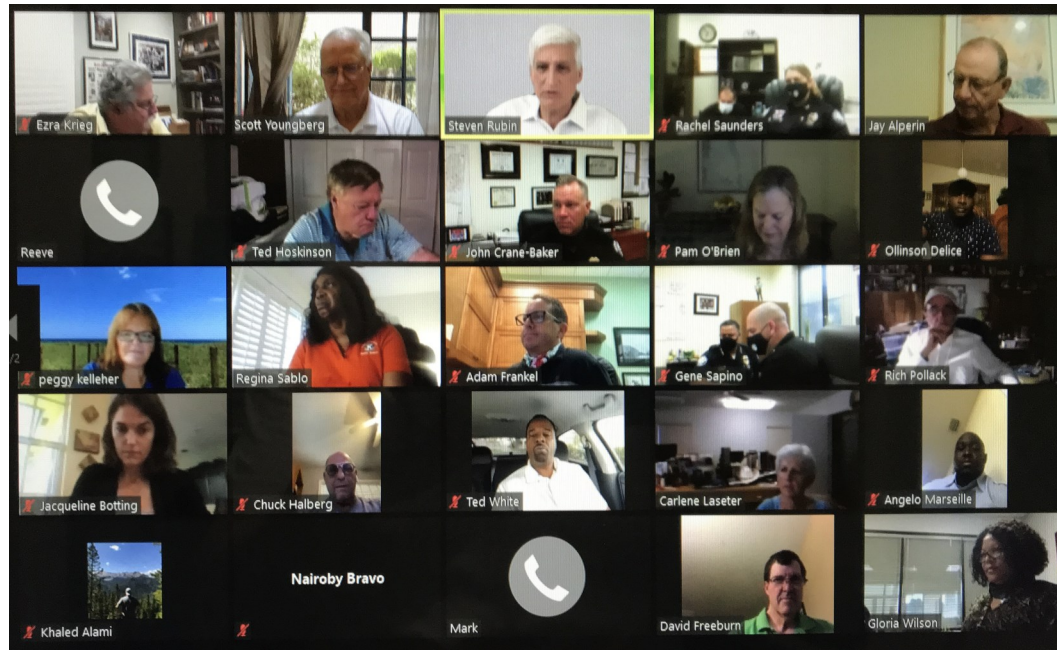 Ezra Krieg
Scott Youngberg
Steven Rubin
Rachel Saunders
Jay Alperin
Reeve
Ted Hoskinson
John Crane-Baker
Pam O'Brien
Ollinson Delice
peggy kelleher
Regina Sablo
Adam Frankel
Gene Sapino
Rich Pollack
Jacqueline Botting
Chuck Halberg
Ted White
Carlene Laseter
Angelo Marseille
Khaled Alami
Nairoby Bravo
Mark
David Freeburn
Gloria Wilson